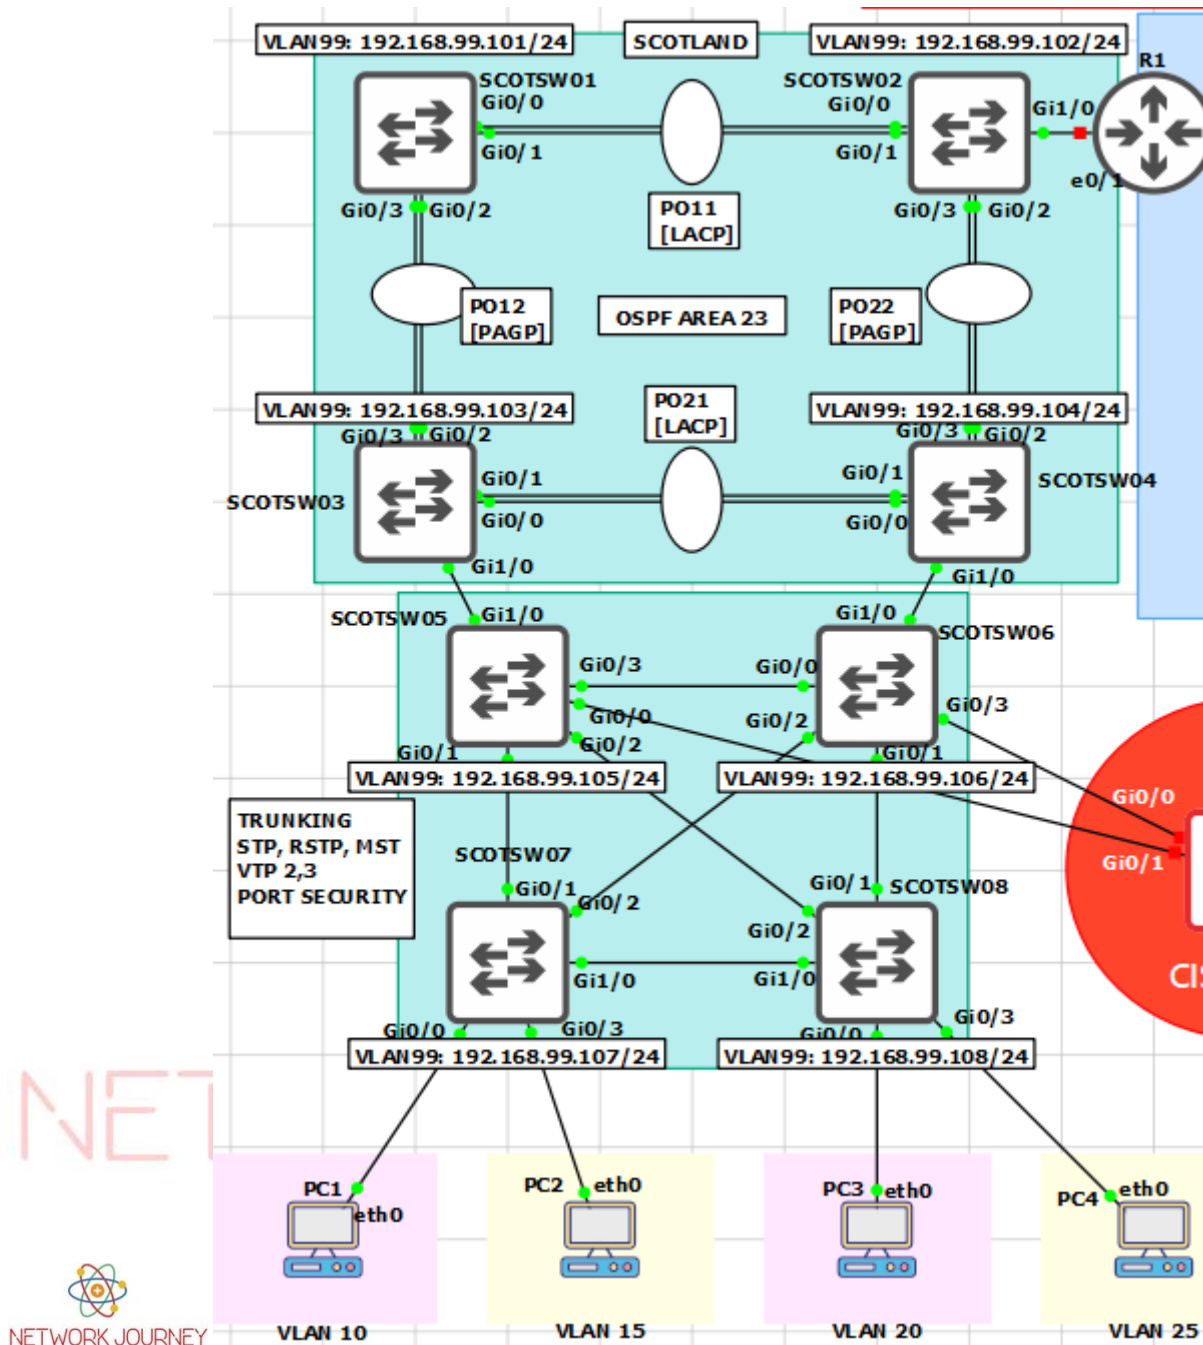 VLAN99: 192.168.99.101/24
SCOTLAND
VLAN99: 192.168.99.102/24
R1
SCOTSW01
SCOTSW02
Gi0/0
Gi0/0
Gi1/0
Gi0/1
Gi0/1
e0/1
Gi0/3
Gi0/2
PO11
[LACP]
Gi0/3
Gi0/2
PO12
[PAGP]
OSPF AREA 23
PO22
[PAGP]
VLAN99: 192.168.99.103/24
PO21
[LACP]
VLAN99: 192.168.99.104/24
Gi0/3
Gi0/2
Gi0/3
Gi0/2
SCOTSW03
Gi0/1
Gi0/0
Gi0/1
Gi0/0
SCOTSW04
Gi1/0
Gi1/0
SCOTSW05
Gi1/0
Gi1/0
SCOTSW06
Gi0/3
Gi0/0
Gi0/0
Gi0/2
Gi0/3
Gi0/1
Gi0/2
Gi0/1
VLAN99: 192.168.99.105/24
VLAN99: 192.168.99.106/24
Gi0/0
Gi0/1
TRUNKING
STP, RSTP, MST
VTP 2,3
PORT SECURITY
SCOTSW07
Gi0/1
Gi0/2
Gi0/1
SCOTSW08
Gi0/2
Gi1/0
Gi1/0
CIS
Gi0/0
Gi0/3
Gi0/0
Gi0/3
VLAN99: 192.168.99.107/24
VLAN99: 192.168.99.108/24
NET
PC1
eth0
PC2
eth0
PC3
eth0
PC4
eth0
VLAN 10
VLAN 15
VLAN 20
VLAN 25
NETWORK JOURNEY